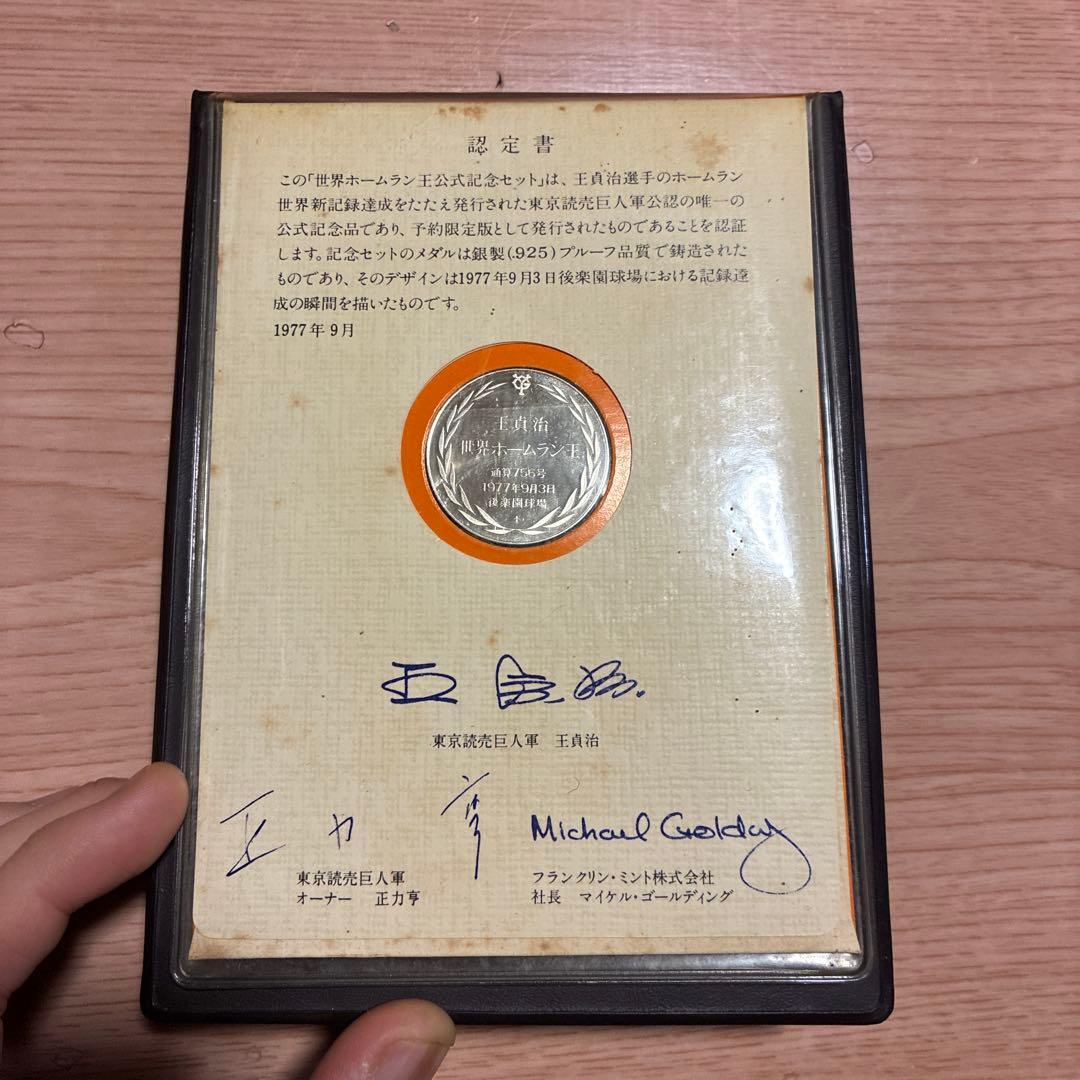 認定書
この「世界ホームラン王公式記念セット」は、王貞治選手のホームラン
世界新記録達成をたたえ発行された東京読売巨人軍公認の唯一の
公式記念品であり、予約限定版として発行されたものであることを認証
します。記念セットのメダルは銀製(.925)プルーフ品質で鋳造された
ものであり、そのデザインは1977年9月3日後楽園球場における記録達
成の瞬間を描いたものです。
1977年9月
王貞治
世界ホームラン王
通算756号
1977年9月3日
後楽園球場
王貞治
東京読売巨人軍 王貞治
正力亨
Michael Golding
東京読売巨人軍
オーナー 正力亨
フランクリン・ミント株式会社
社長 マイケル・ゴールディング